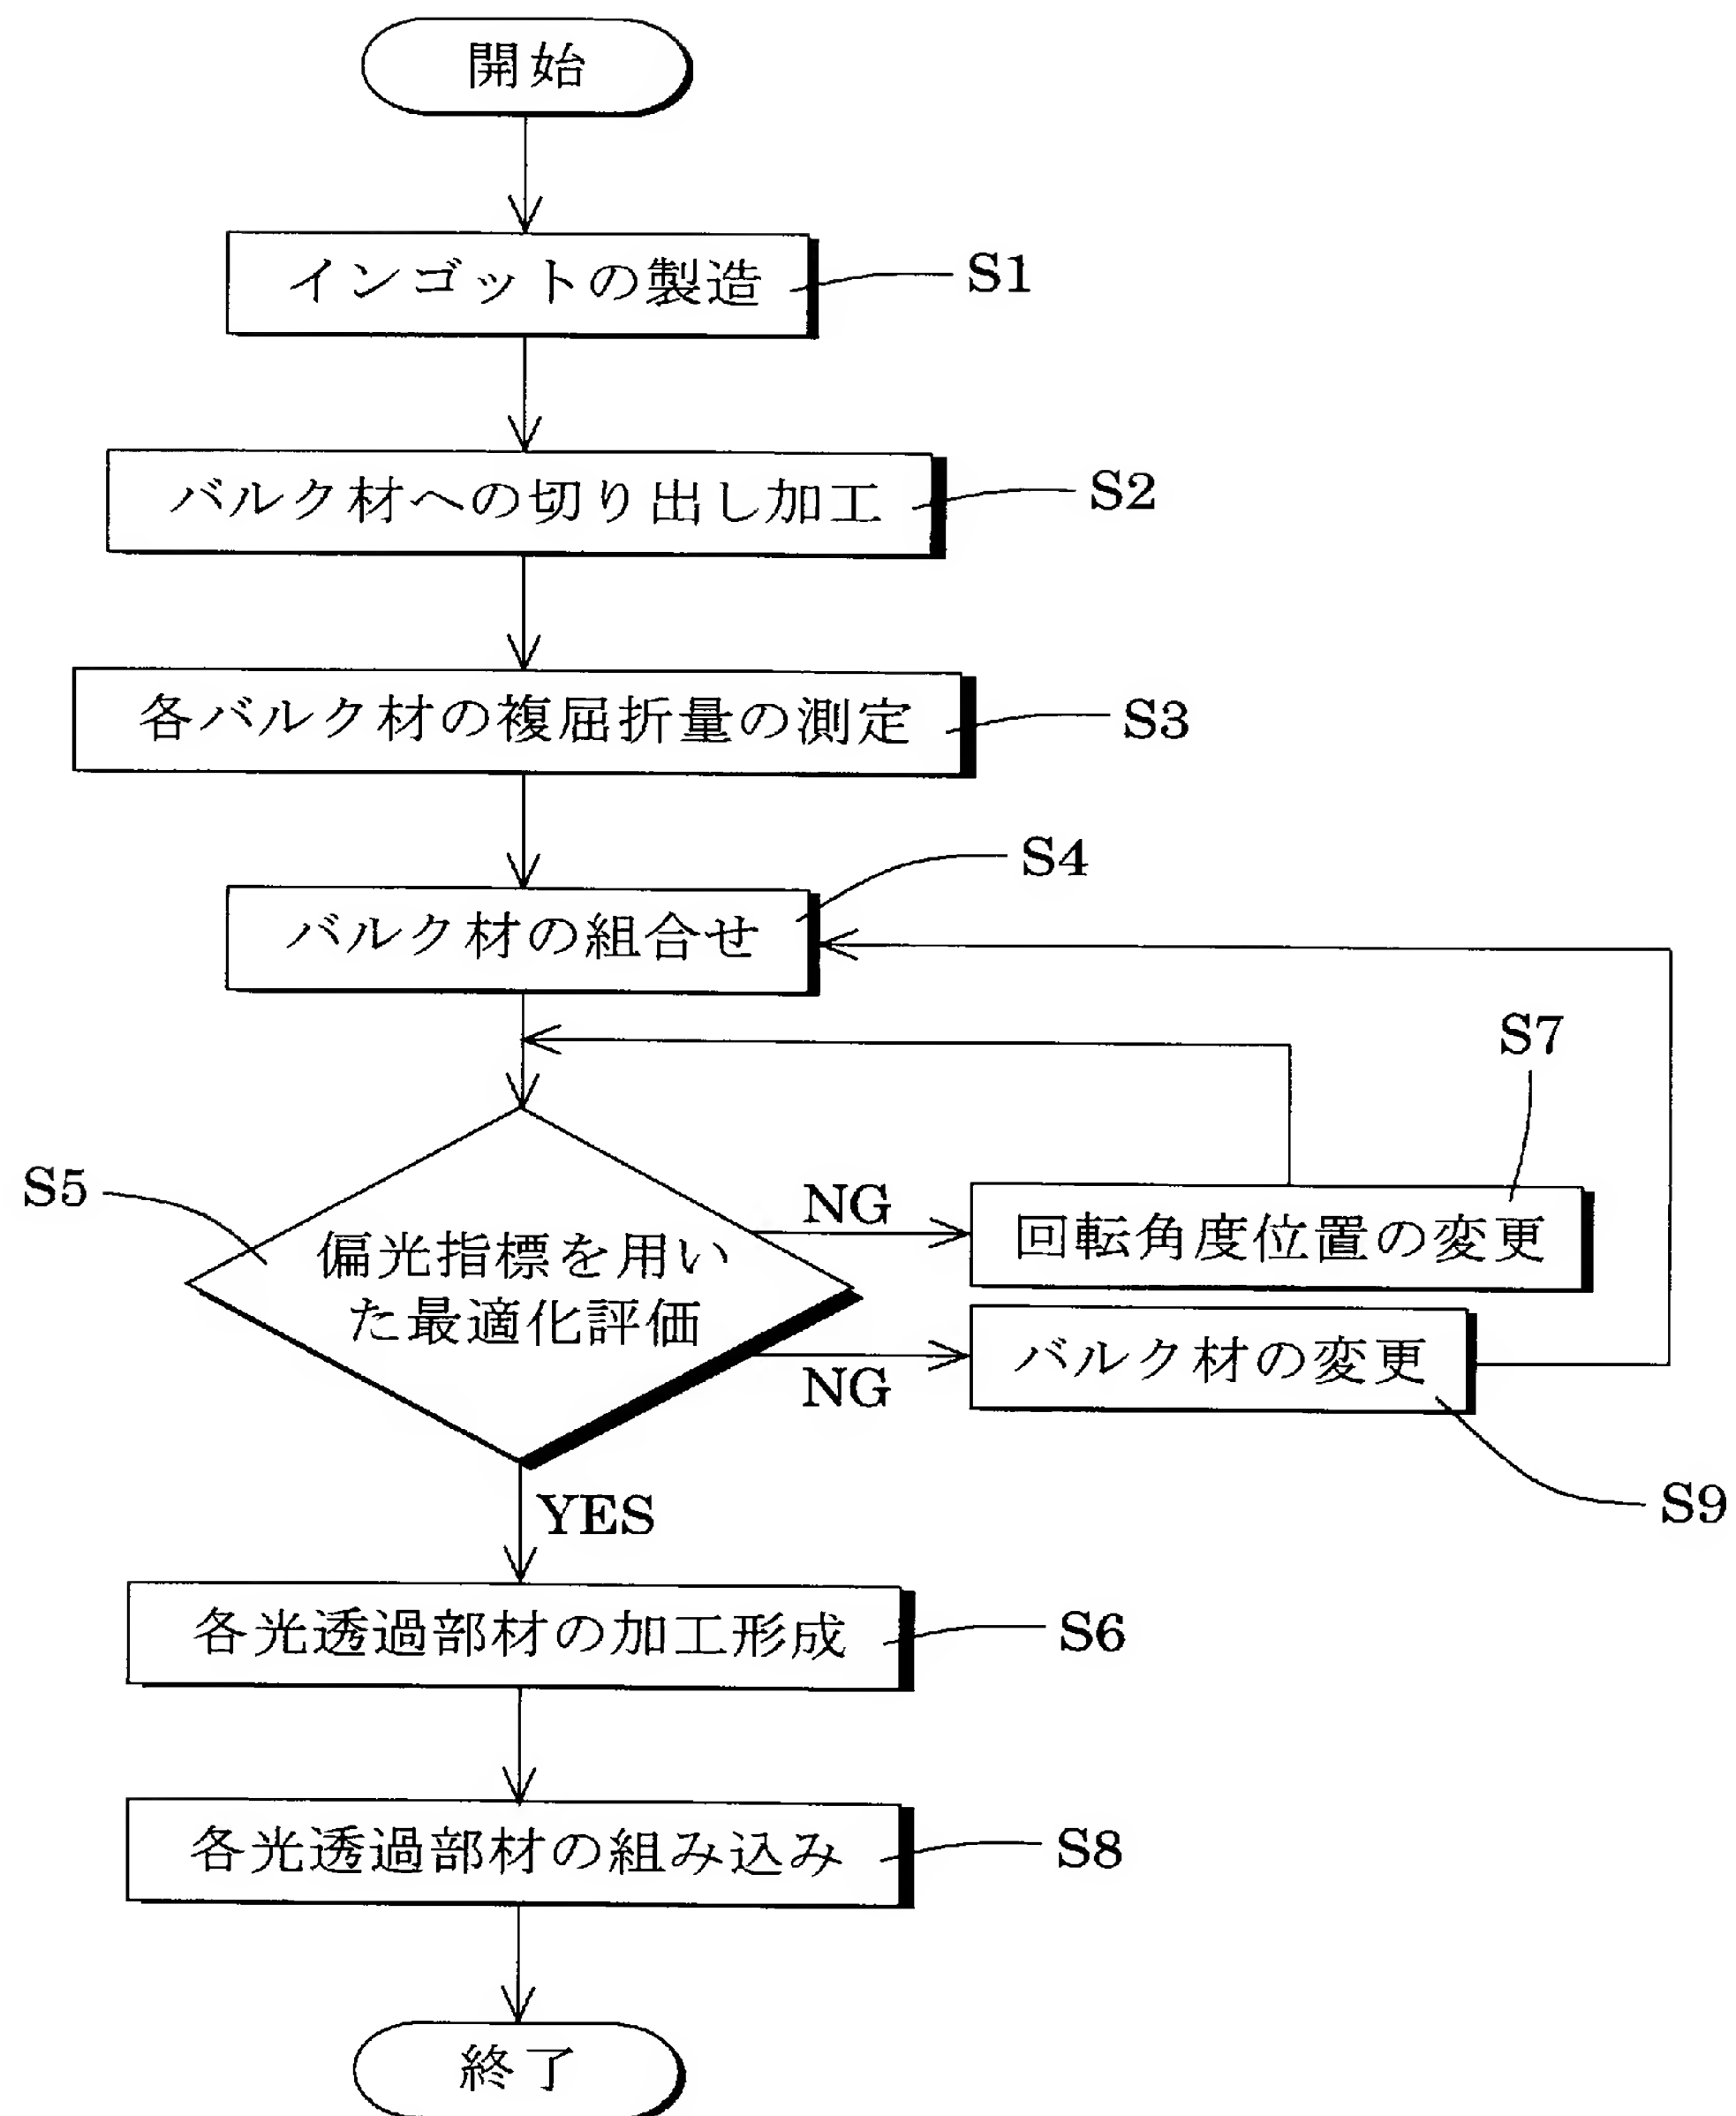 開始
インゴットの製造
S1
バルク材への切り出し加工
S2
各バルク材の複屈折量の測定
S3
S4
バルク材の組合せ
S7
S5
NG
回転角度位置の変更
偏光指標を用い
た最適化評価
バルク材の変更
NG
S9
YES
各光透過部材の加工形成
S6
各光透過部材の組み込み
S8
終了